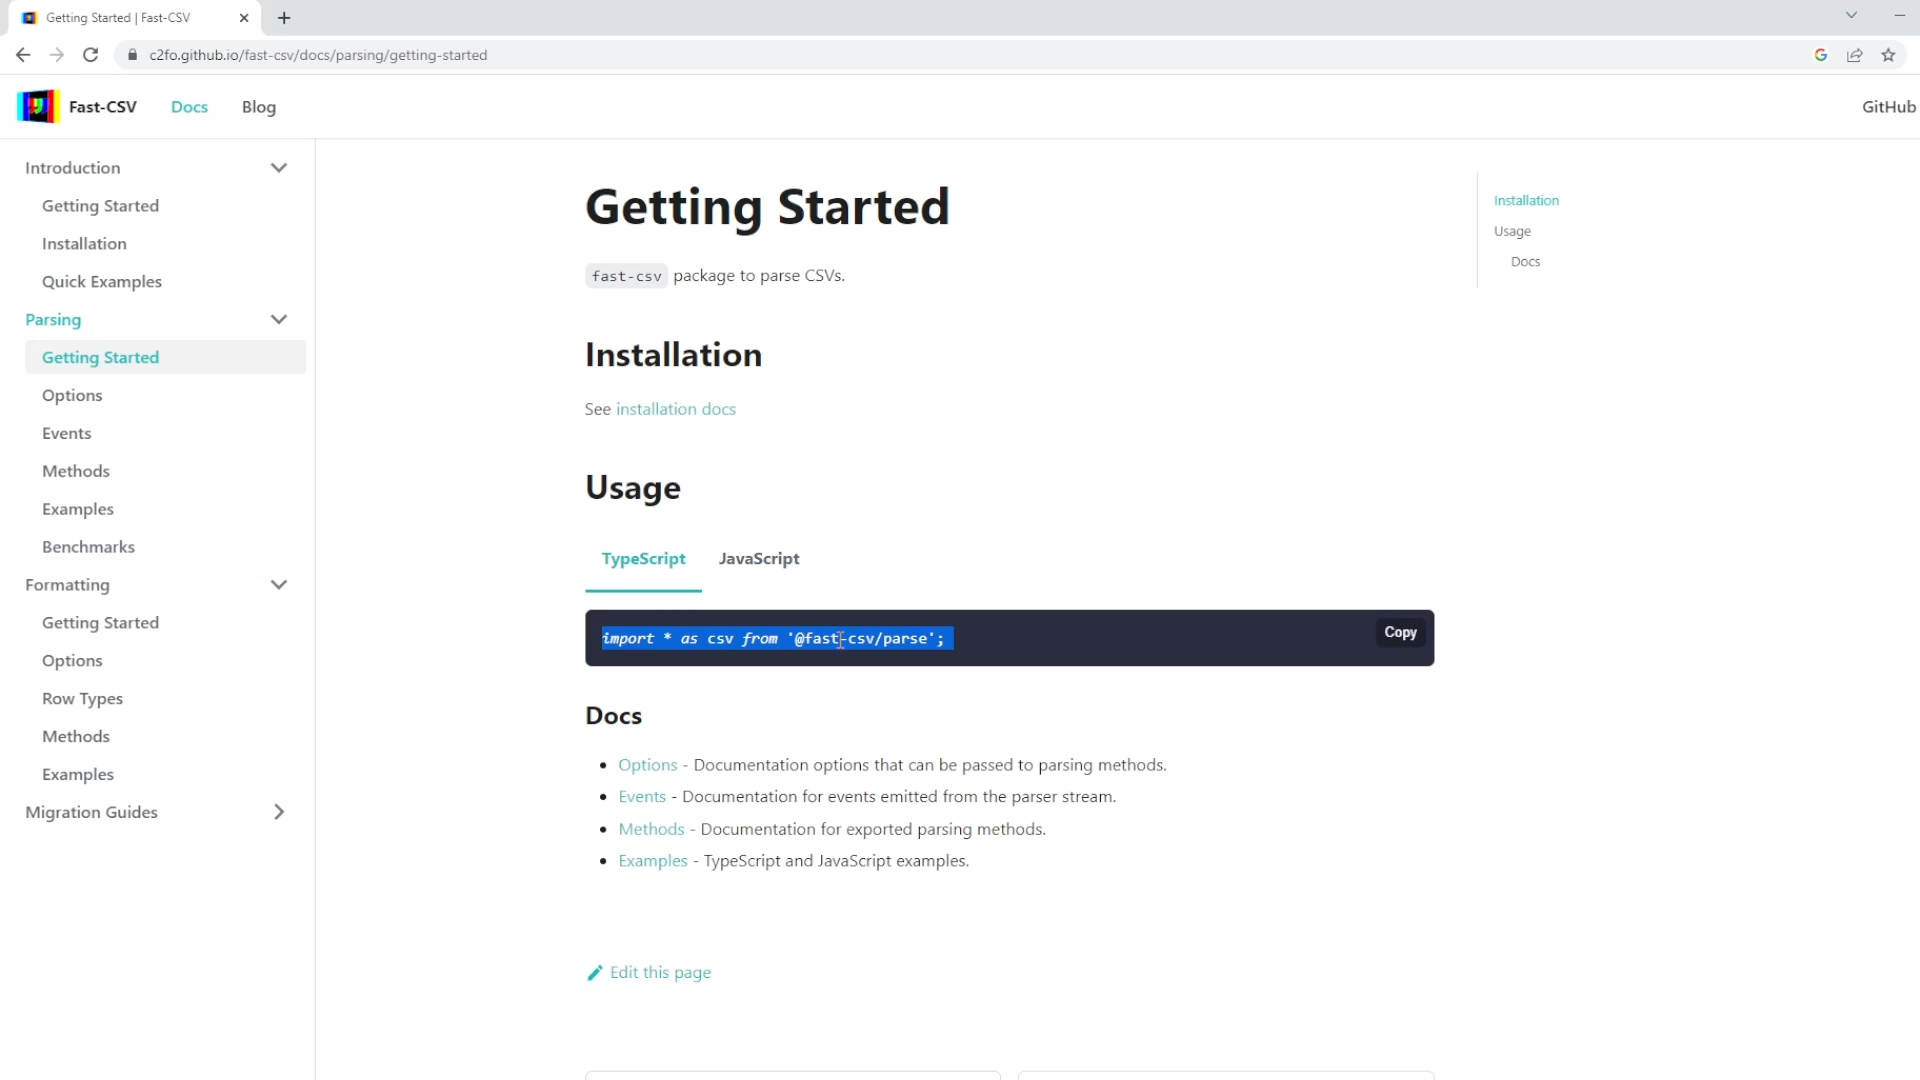 Getting Started | Fast-CSV
c2fo.github.io/fast-csv/docs/parsing/getting-started
Fast-CSV
Docs
Blog
GitHub
Introduction
Getting Started
Installation
Quick Examples
Parsing
Getting Started
Options
Events
Methods
Examples
Benchmarks
Formatting
Getting Started
Options
Row Types
Methods
Examples
Migration Guides
Getting Started
fast-csv package to parse CSVs.
Installation
See installation docs
Usage
TypeScript
JavaScript
import * as csv from '@fast-csv/parse';
Copy
Docs
Options - Documentation options that can be passed to parsing methods.
Events - Documentation for events emitted from the parser stream.
Methods - Documentation for exported parsing methods.
Examples - TypeScript and JavaScript examples.
Edit this page
Installation
Usage
Docs